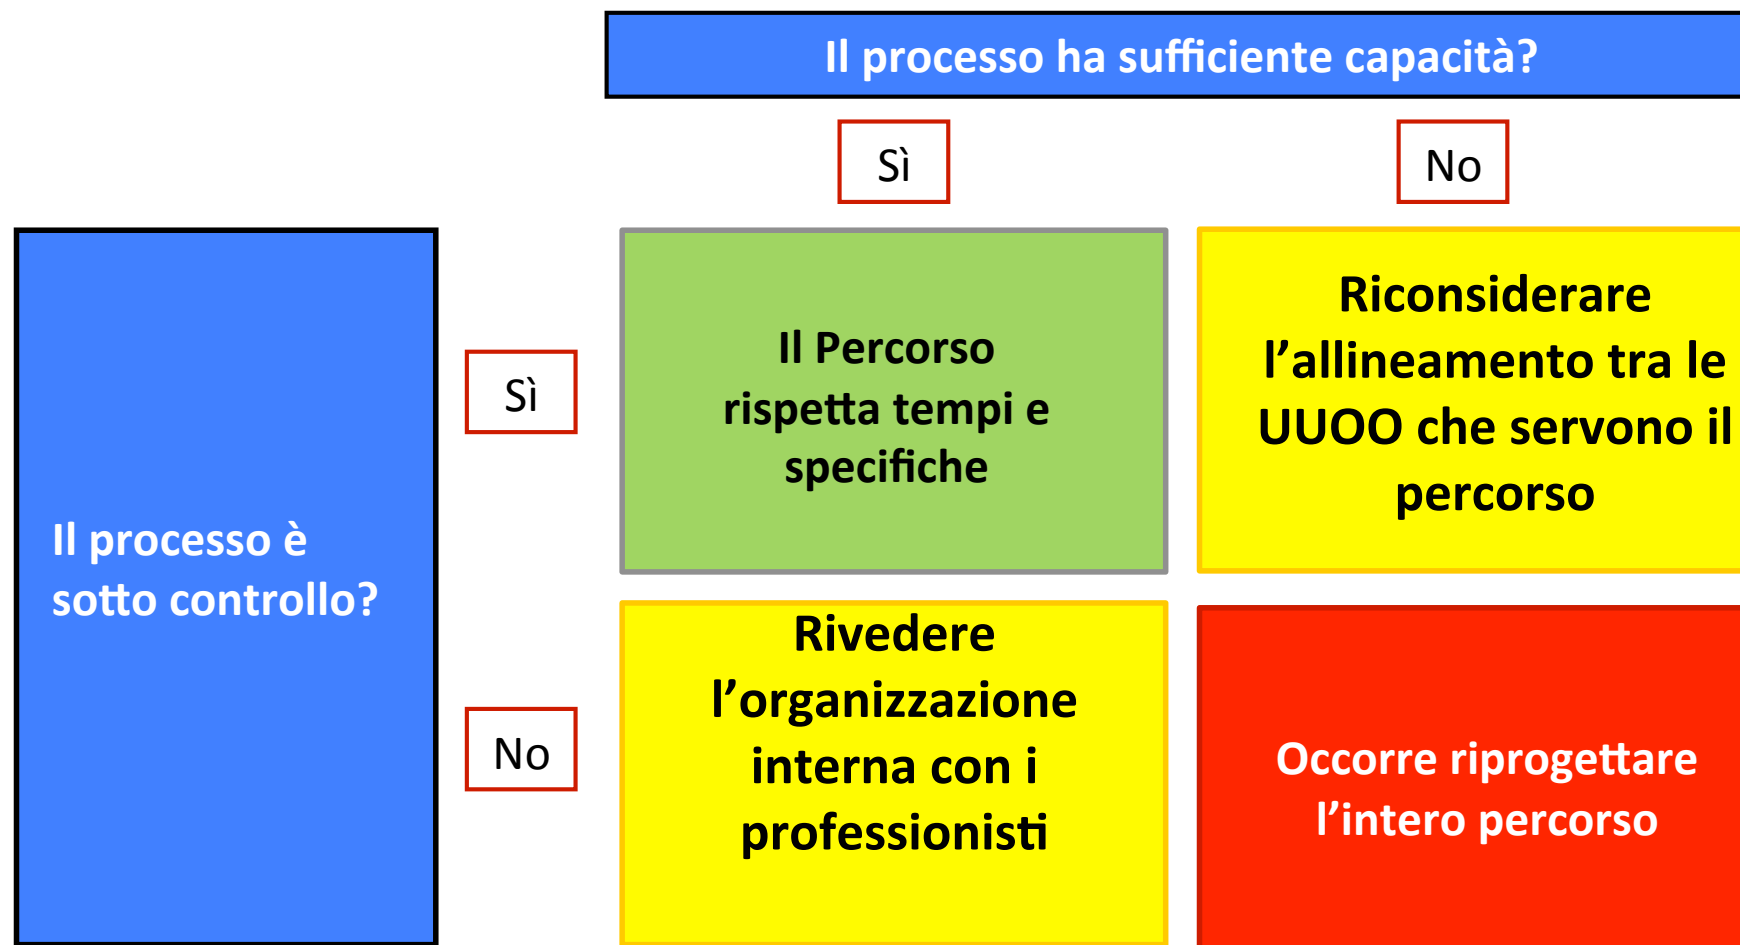 Il processo ha sufficiente capacità?
Sì
No
Il processo è
sotto controllo?
Sì
Il Percorso
rispetta tempi e
specifiche
Riconsiderare
l’allineamento tra le
UUOO che servono il
percorso
No
Rivedere
l’organizzazione
interna con i
professionisti
Occorre riprogettare
l’intero percorso